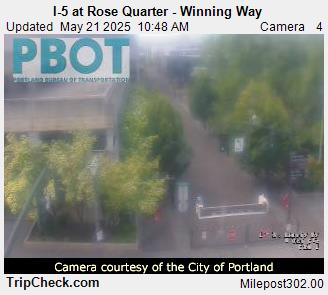 I-5 at Rose Quarter - Winning Way
Updated May 21 2025 10:48 AM Camera 4
PBOT
PORTLAND BUREAU OF TRANSPORTATION
Camera courtesy of the City of Portland
TripCheck.com Milepost302.00